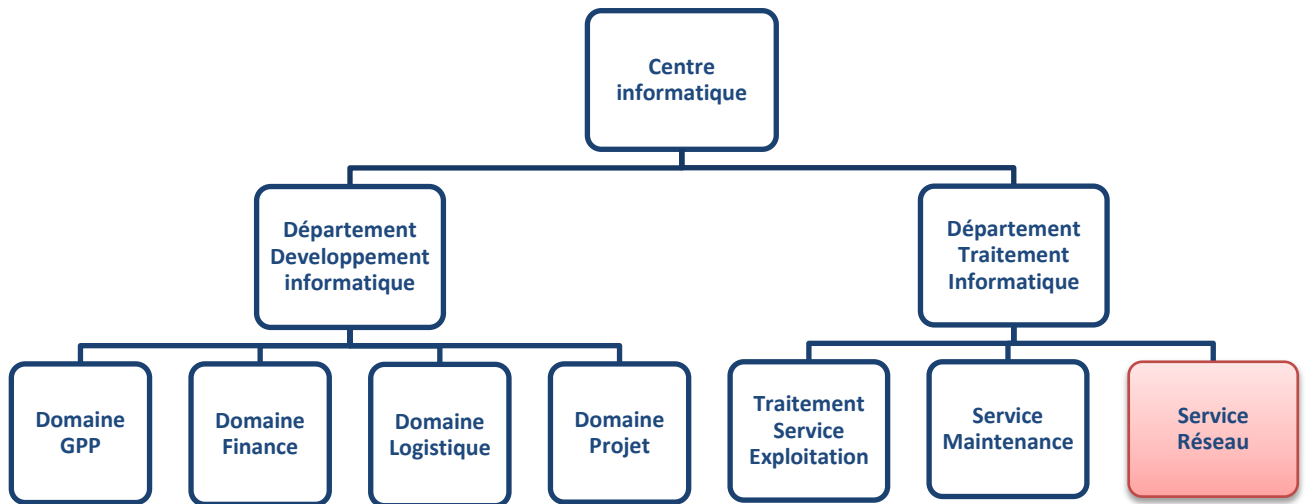 Centre
informatique
Département
Developpement
informatique
Département
Traitement
Informatique
Domaine
GPP
Domaine
Finance
Domaine
Logistique
Domaine
Projet
Traitement
Service
Exploitation
Service
Maintenance
Service
Réseau